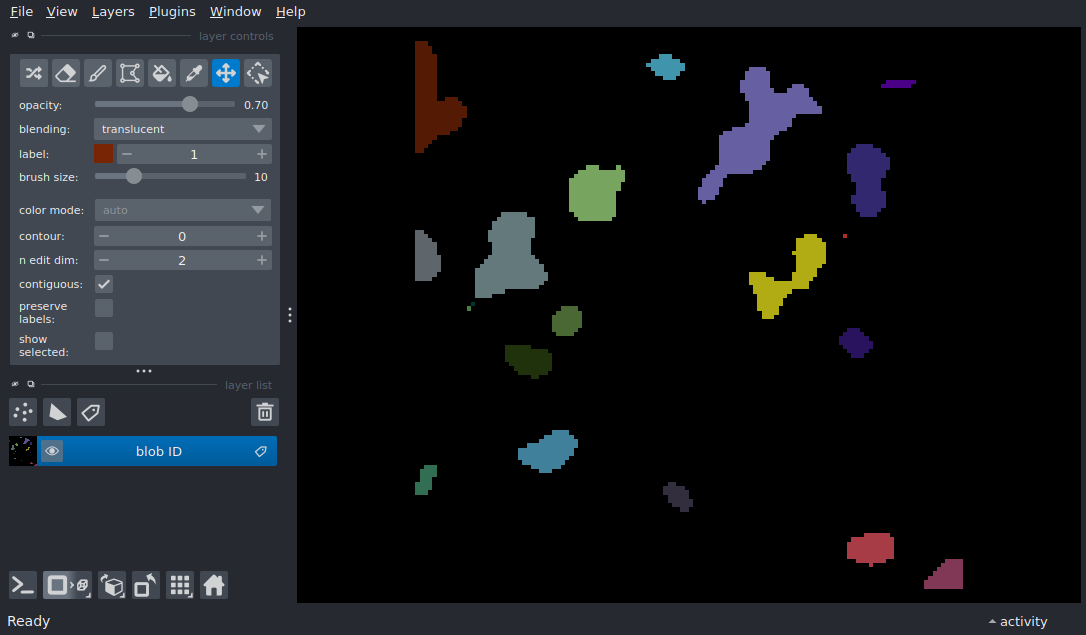 File View Layers Plugins Window Help
layer controls
opacity: 0.70
blending: translucent
label: 1
brush size: 10
color mode: auto
contour: 0
n edit dim: 2
contiguous:
preserve
labels:
show
selected:
layer list
blob ID
Ready
activity